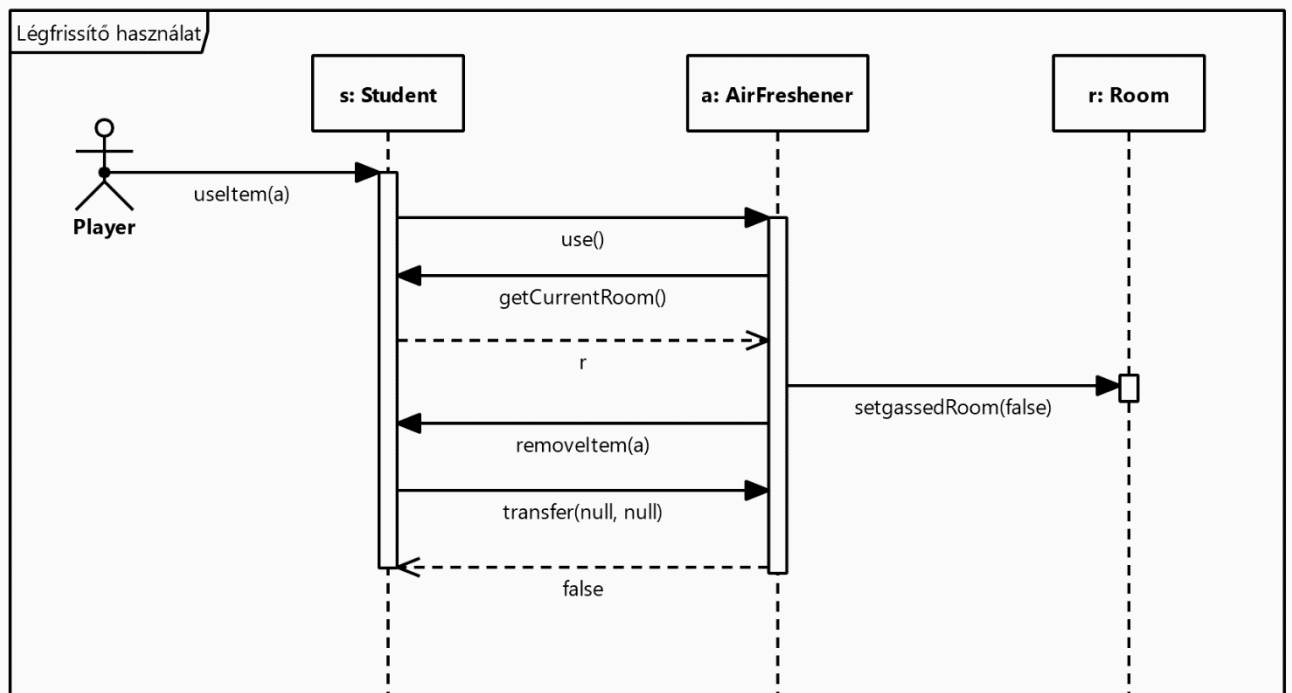 Légfrissítő használat
s: Student
a: AirFreshener
r: Room
Player
useItem(a)
use()
getCurrentRoom()
r
setgassedRoom(false)
removeItem(a)
transfer(null, null)
false